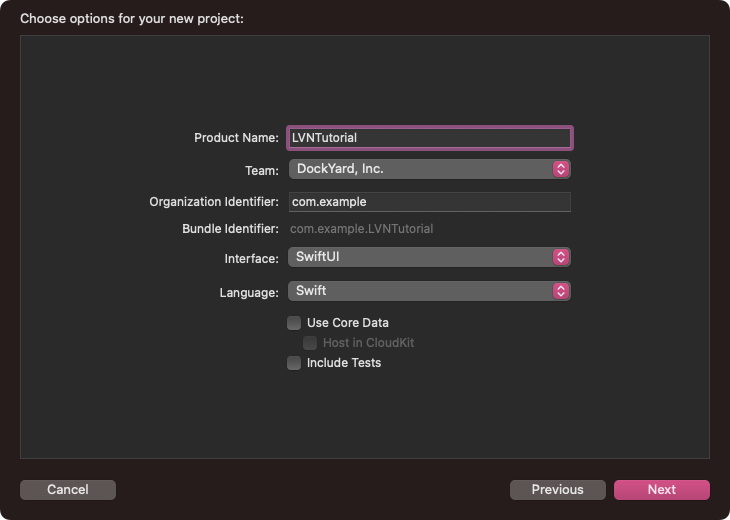 Choose options for your new project:
Product Name: LVNTutorial
Team: DockYard, Inc.
Organization Identifier: com.example
Bundle Identifier: com.example.LVNTutorial
Interface: SwiftUI
Language: Swift
Use Core Data
Host in CloudKit
Include Tests
Cancel Previous Next